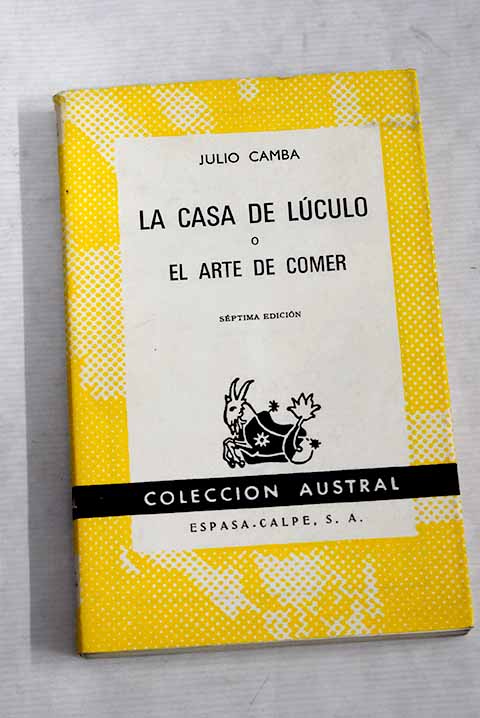 JULIO CAMBA
LA CASA DE LÚCULO
O
EL ARTE DE COMER
SÉPTIMA EDICIÓN
COLECCION AUSTRAL
ESPASA-CALPE, S. A.